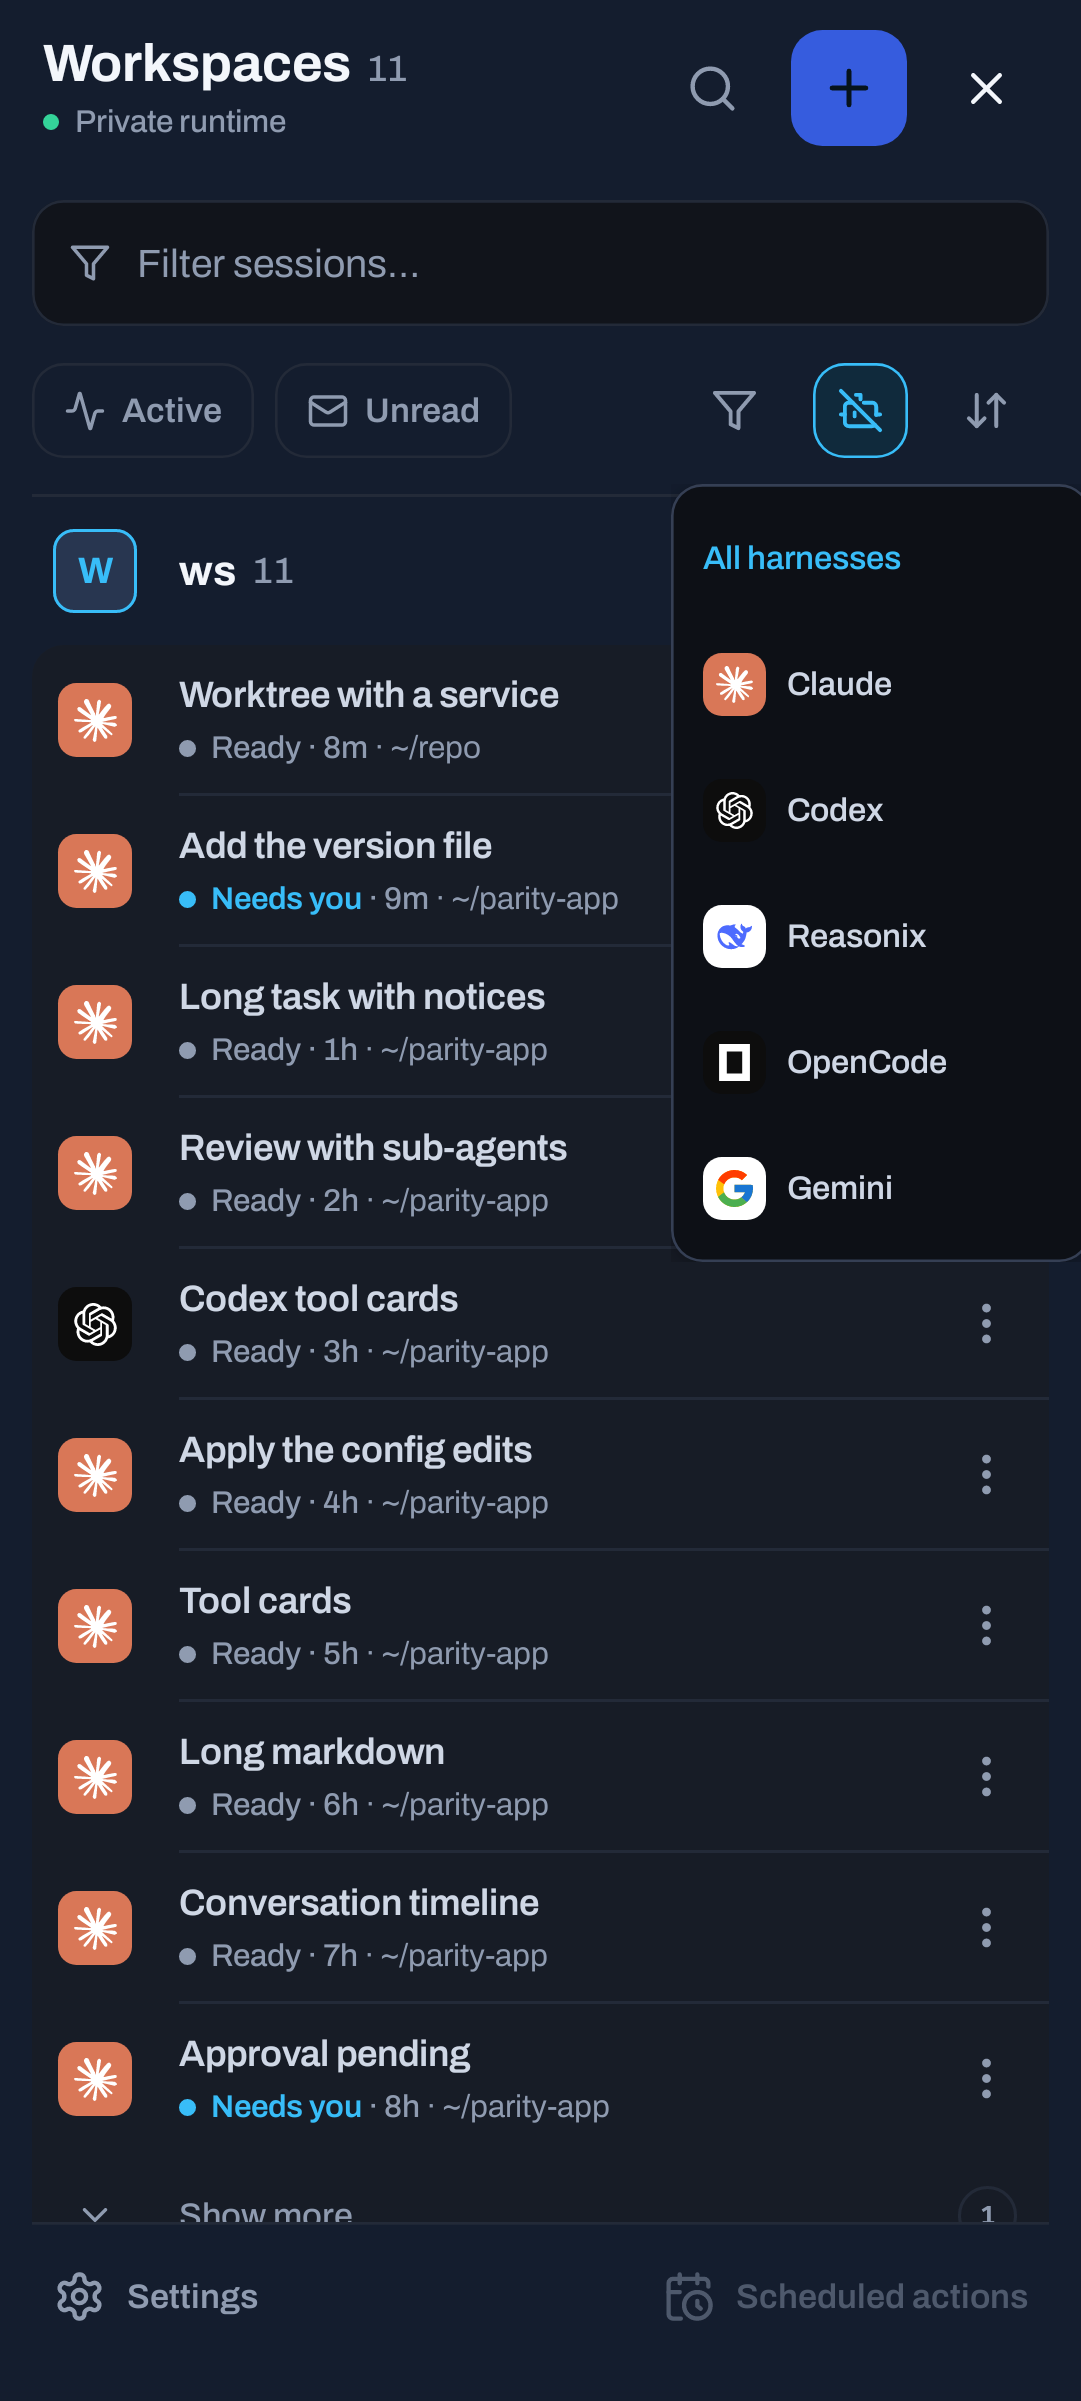 Workspaces 11
Private runtime
Filter sessions...
Active
Unread
All harnesses
W
ws 11
Claude
Worktree with a service
Ready · 8m · ~/repo
Codex
Add the version file
Needs you · 9m · ~/parity-app
Reasonix
Long task with notices
Ready · 1h · ~/parity-app
OpenCode
Review with sub-agents
Ready · 2h · ~/parity-app
Gemini
Codex tool cards
Ready · 3h · ~/parity-app
Apply the config edits
Ready · 4h · ~/parity-app
Tool cards
Ready · 5h · ~/parity-app
Long markdown
Ready · 6h · ~/parity-app
Conversation timeline
Ready · 7h · ~/parity-app
Approval pending
Needs you · 8h · ~/parity-app
Show more 1
Settings
Scheduled actions